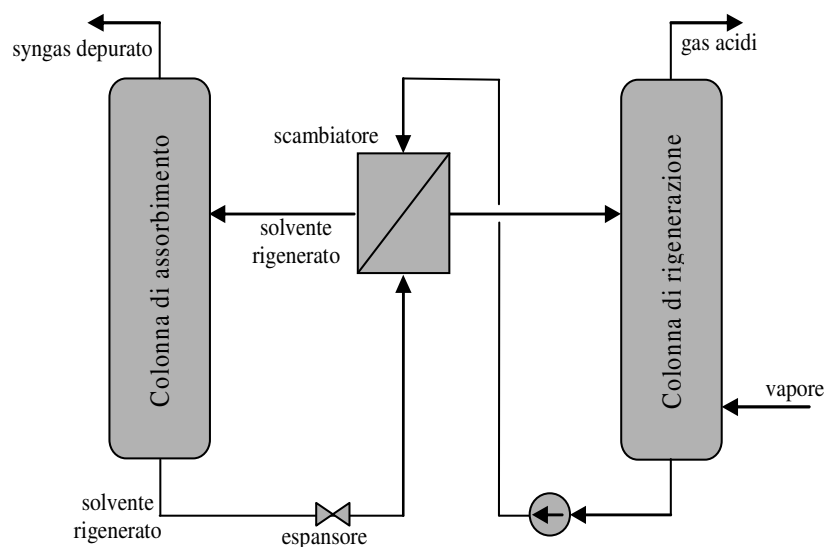 syngas depurato
gas acidi
scambiatore
Colonna di assorbimento
solvente
rigenerato
Colonna di rigenerazione
vapore
solvente
rigenerato
espansore